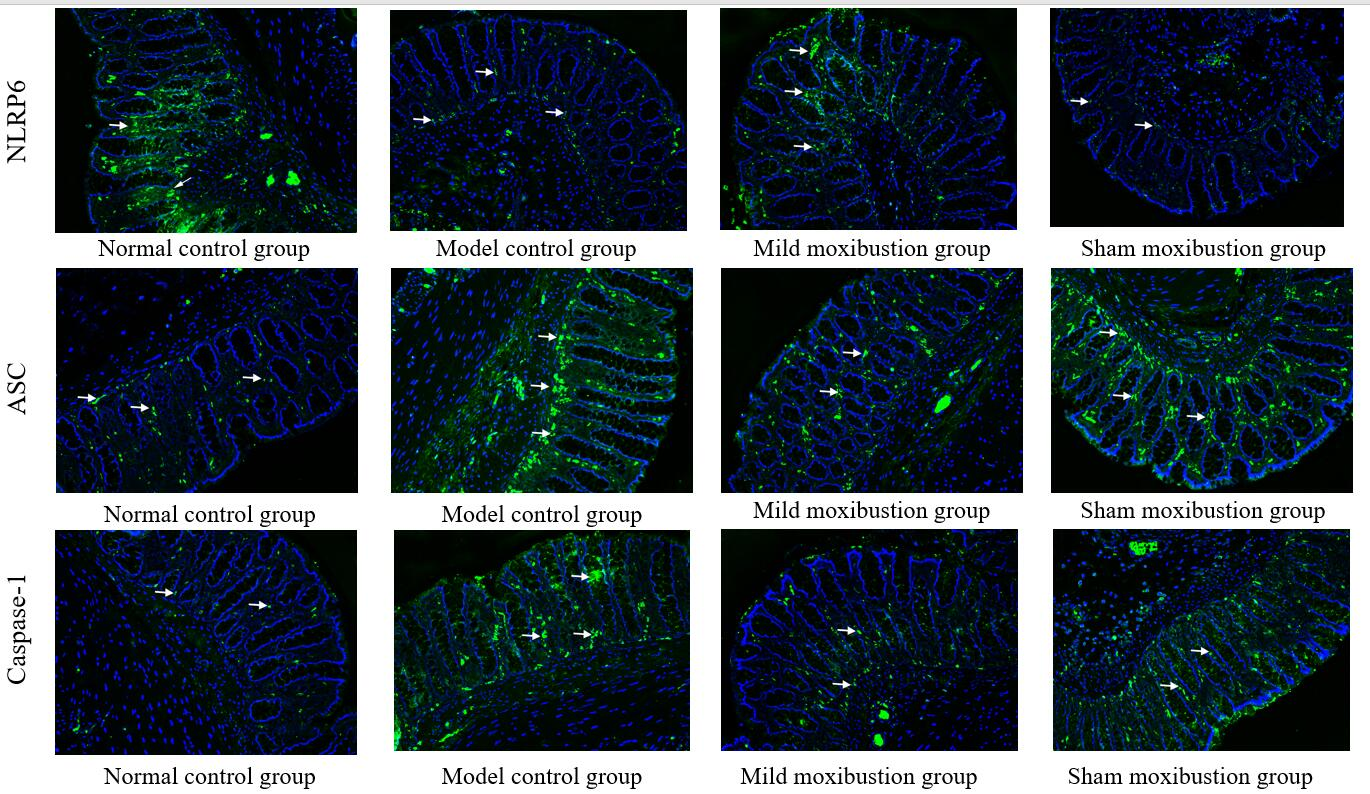 NLRP6
Normal control group
Model control group
Mild moxibustion group
Sham moxibustion group
ASC
Normal control group
Model control group
Mild moxibustion group
Sham moxibustion group
Caspase-1
Normal control group
Model control group
Mild moxibustion group
Sham moxibustion group